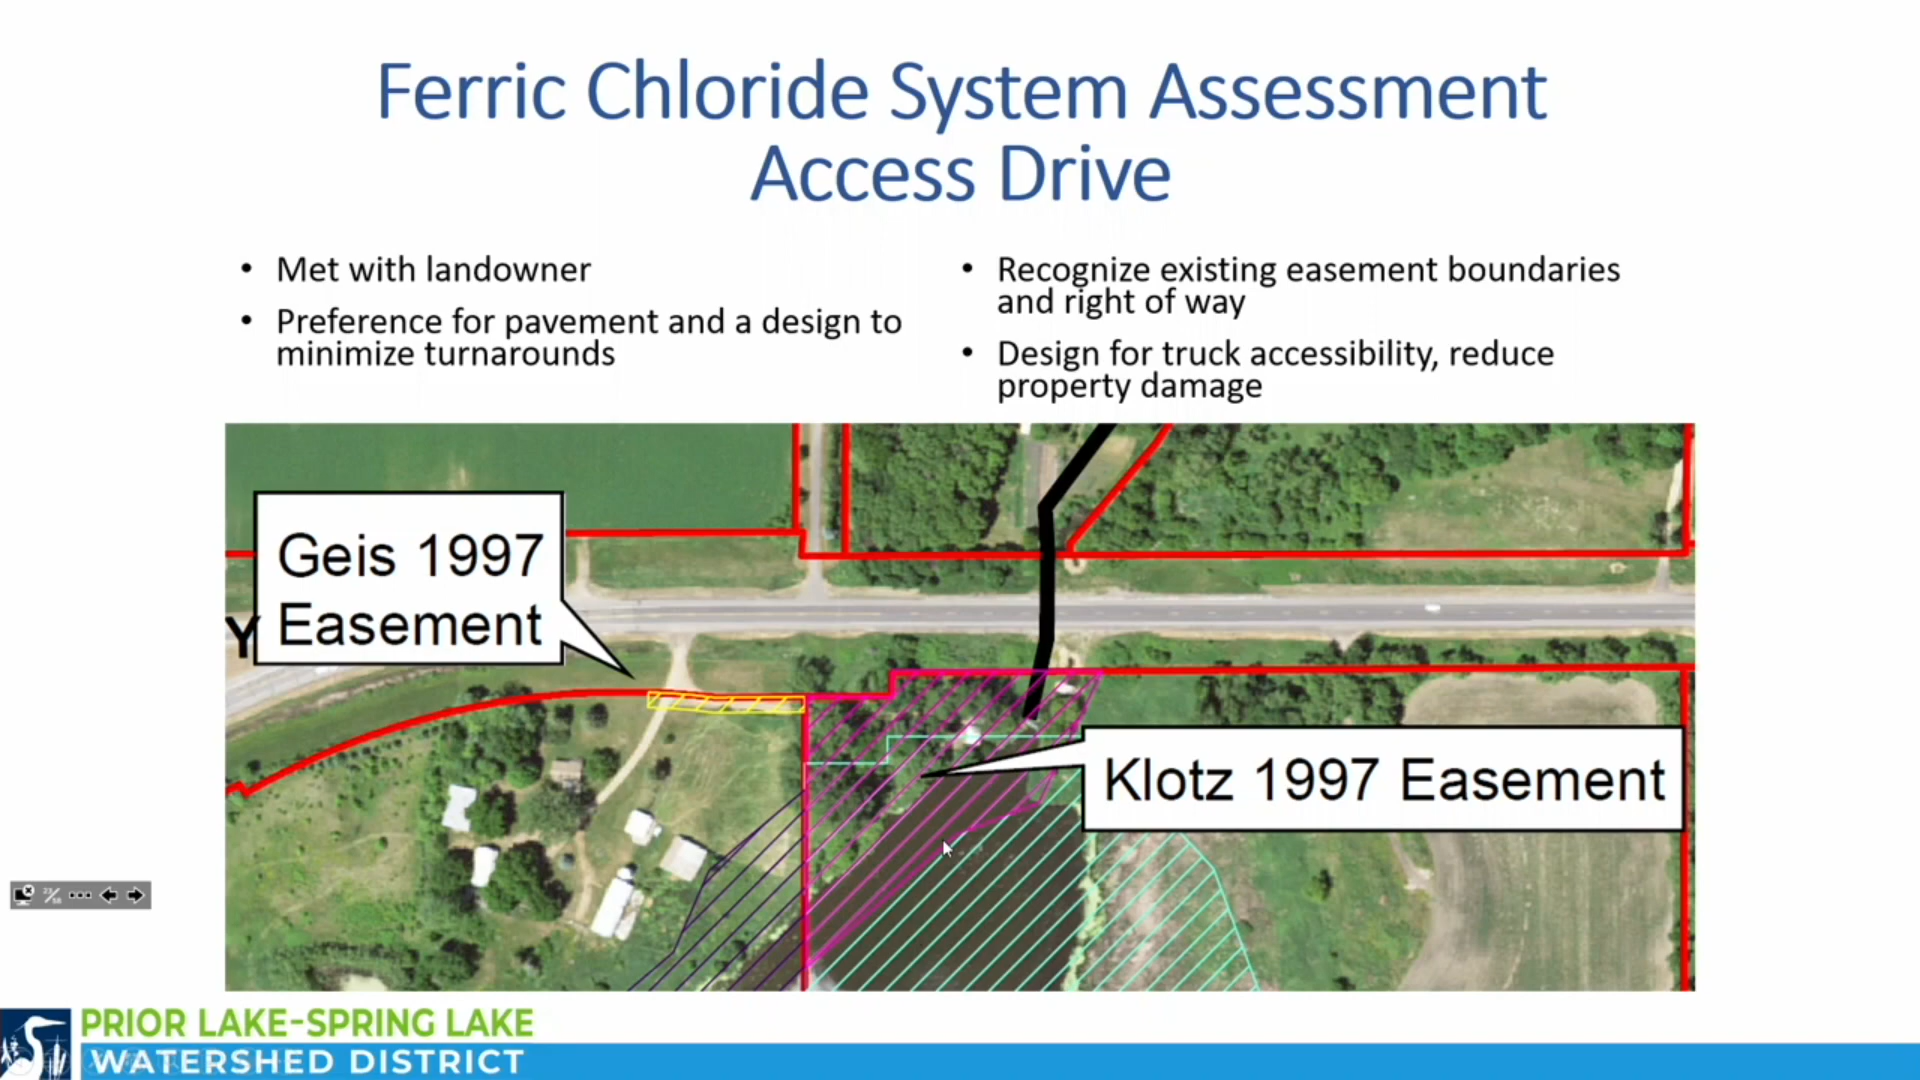 Ferric Chloride System Assessment
Access Drive
• Met with landowner
• Preference for pavement and a design to
minimize turnarounds
• Recognize existing easement boundaries
and right of way
• Design for truck accessibility, reduce
property damage
Geis 1997
Easement
Y
Klotz 1997 Easement
23/58
PRIOR LAKE-SPRING LAKE
WATERSHED DISTRICT